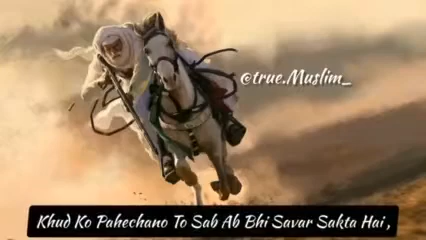 @true.Muslim_
Khud Ko Pahechano To Sab Ab Bhi Savar Sakta Hai,